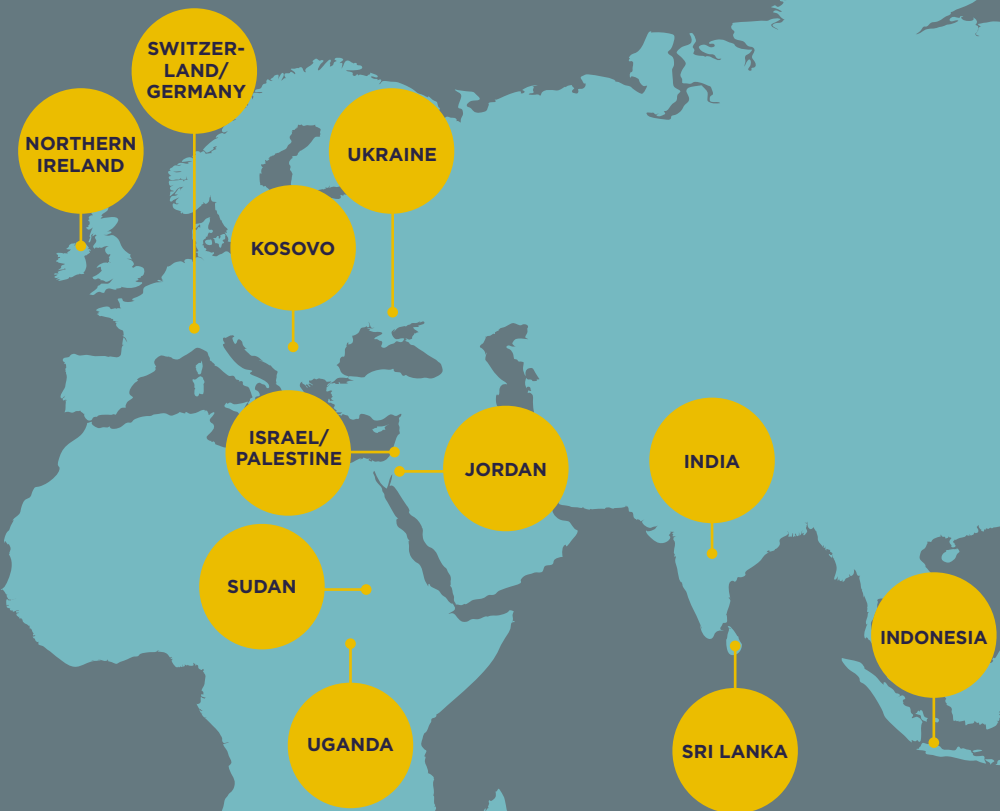 SWITZER-
LAND/
GERMANY
NORTHERN
IRELAND
UKRAINE
KOSOVO
ISRAEL/
PALESTINE
JORDAN
INDIA
SUDAN
INDONESIA
UGANDA
SRI LANKA